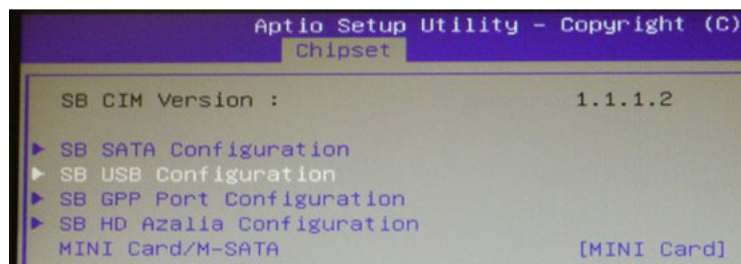 Aptio Setup Utility – Copyright (C)
Chipset
SB CIM Version : 1.1.1.2
SB SATA Configuration
SB USB Configuration
SB GPP Port Configuration
SB HD Azalia Configuration
MINI Card/M-SATA [MINI Card]